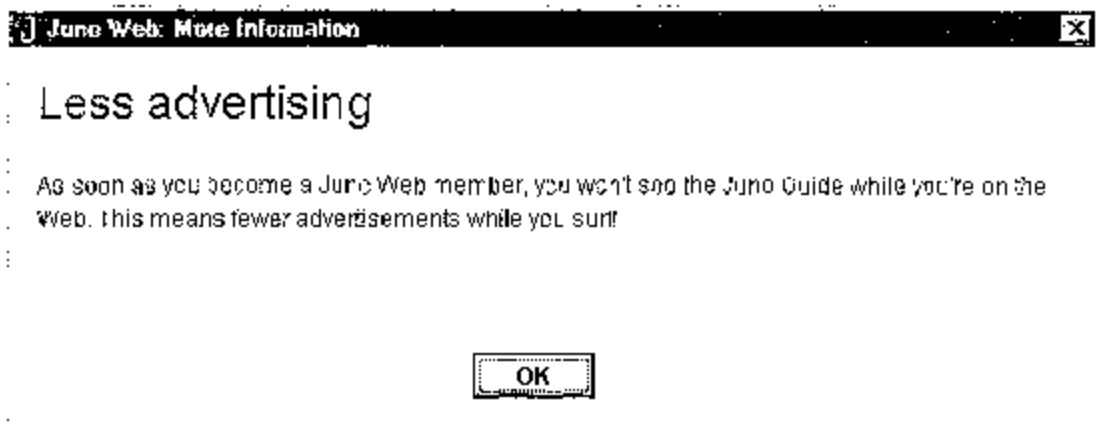 Juno Web: More Information
Less advertising
As soon as you become a Juno Web member, you won't see the Juno Guide while you're on the
Web. This means fewer advertisements while you surf!
OK